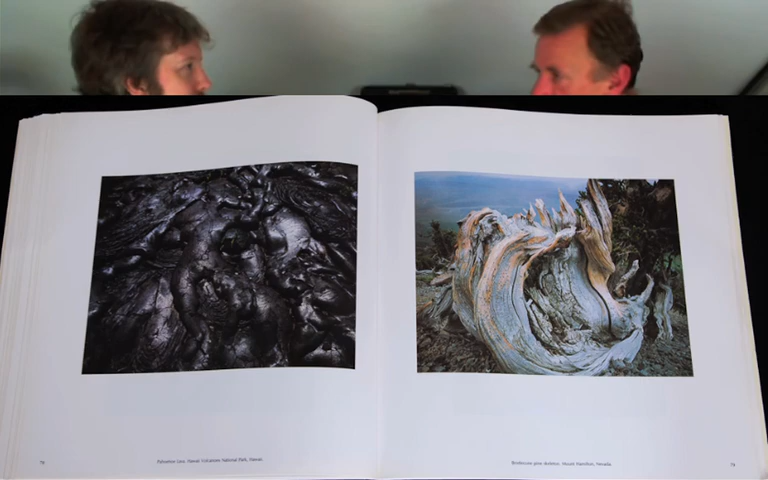 Pahoehoe Lava, Hawaii Volcanoes National Park, Hawaii
Bristlecone pine skeleton, Mount Hamilton, Nevada